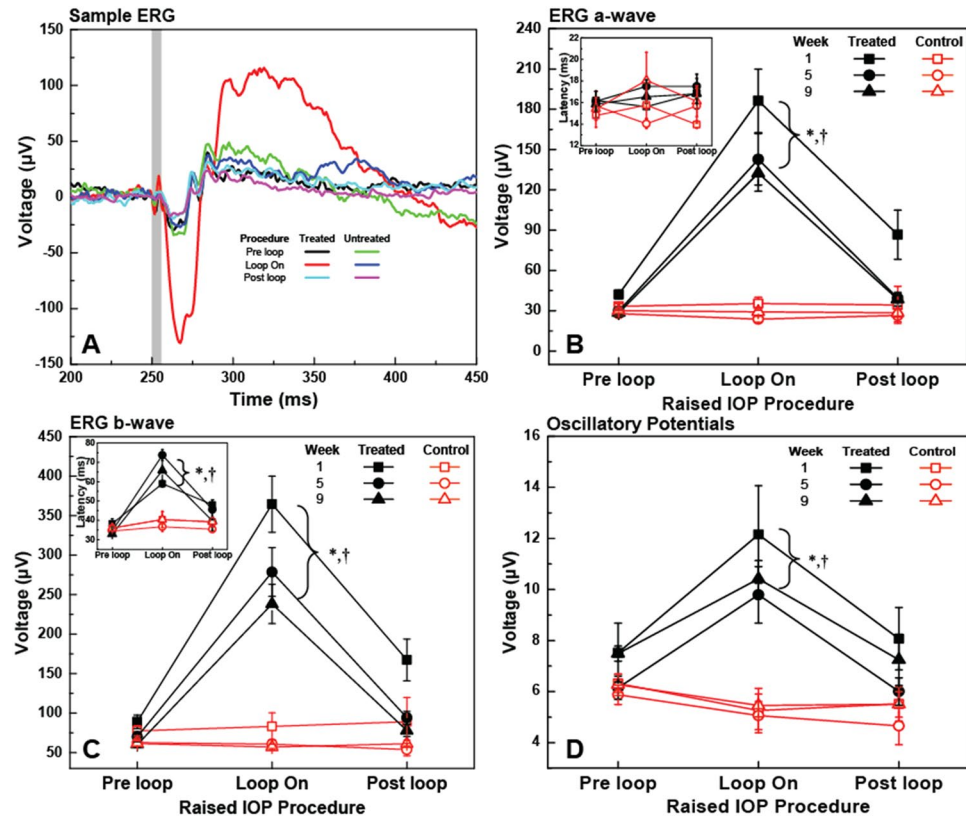 Sample ERG
100
50
0
-50
-100
-150
Voltage (µV)
Procedure Treated Untreated
Pre loop
Loop On
Post loop
A
200 250 300 350 400 450
Time (ms)
ERG a-wave
240
210
180
150
120
90
60
30
0
Voltage (µV)
22
20
18
16
14
12
Latency (ms)
Pre loop Loop On Post loop
Week Treated Control
1
5
9
*,†
B
Pre loop Loop On Post loop
Raised IOP Procedure
ERG b-wave
450
400
350
300
250
200
150
100
50
Voltage (µV)
80
70
60
50
40
30
Latency (ms)
*,†
Pre loop Loop On Post loop
Week Treated Control
1
5
9
*,†
C
Pre loop Loop On Post loop
Raised IOP Procedure
Oscillatory Potentials
16
14
12
10
8
6
4
Voltage (µV)
Week Treated Control
1
5
9
*,†
D
Pre loop Loop On Post loop
Raised IOP Procedure